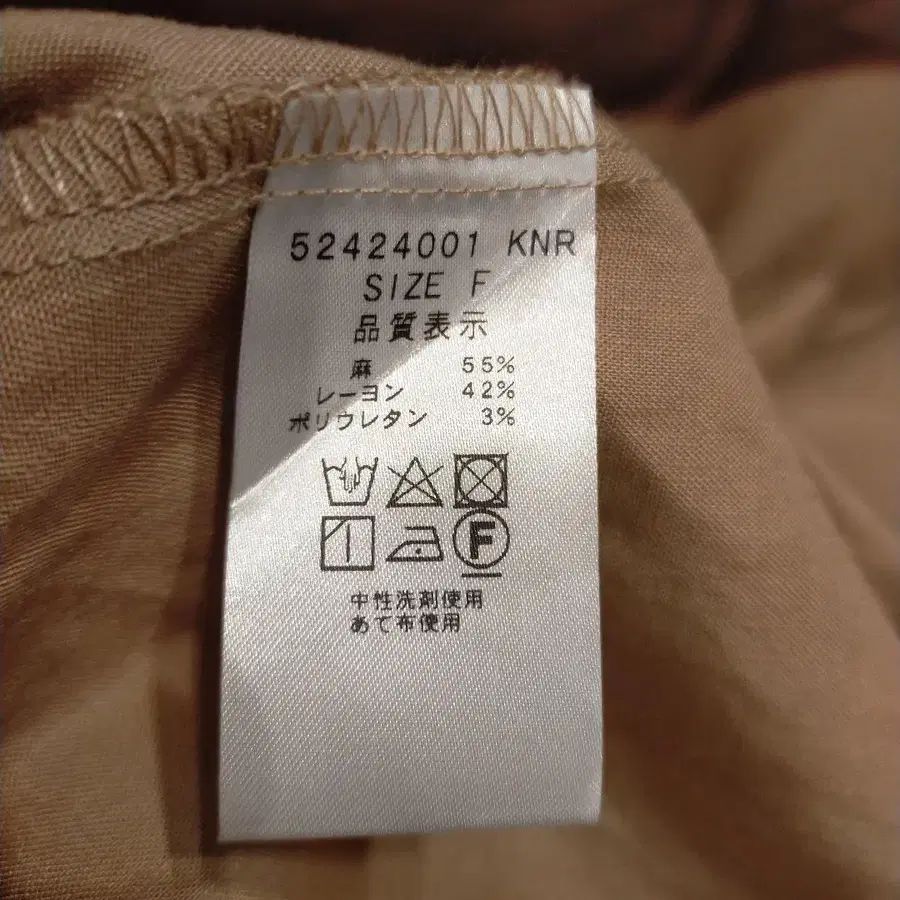 52424001 KNR
SIZE F
品質表示
麻 55%
レーヨン 42%
ポリウレタン 3%
F
中性洗剤使用
あて布使用